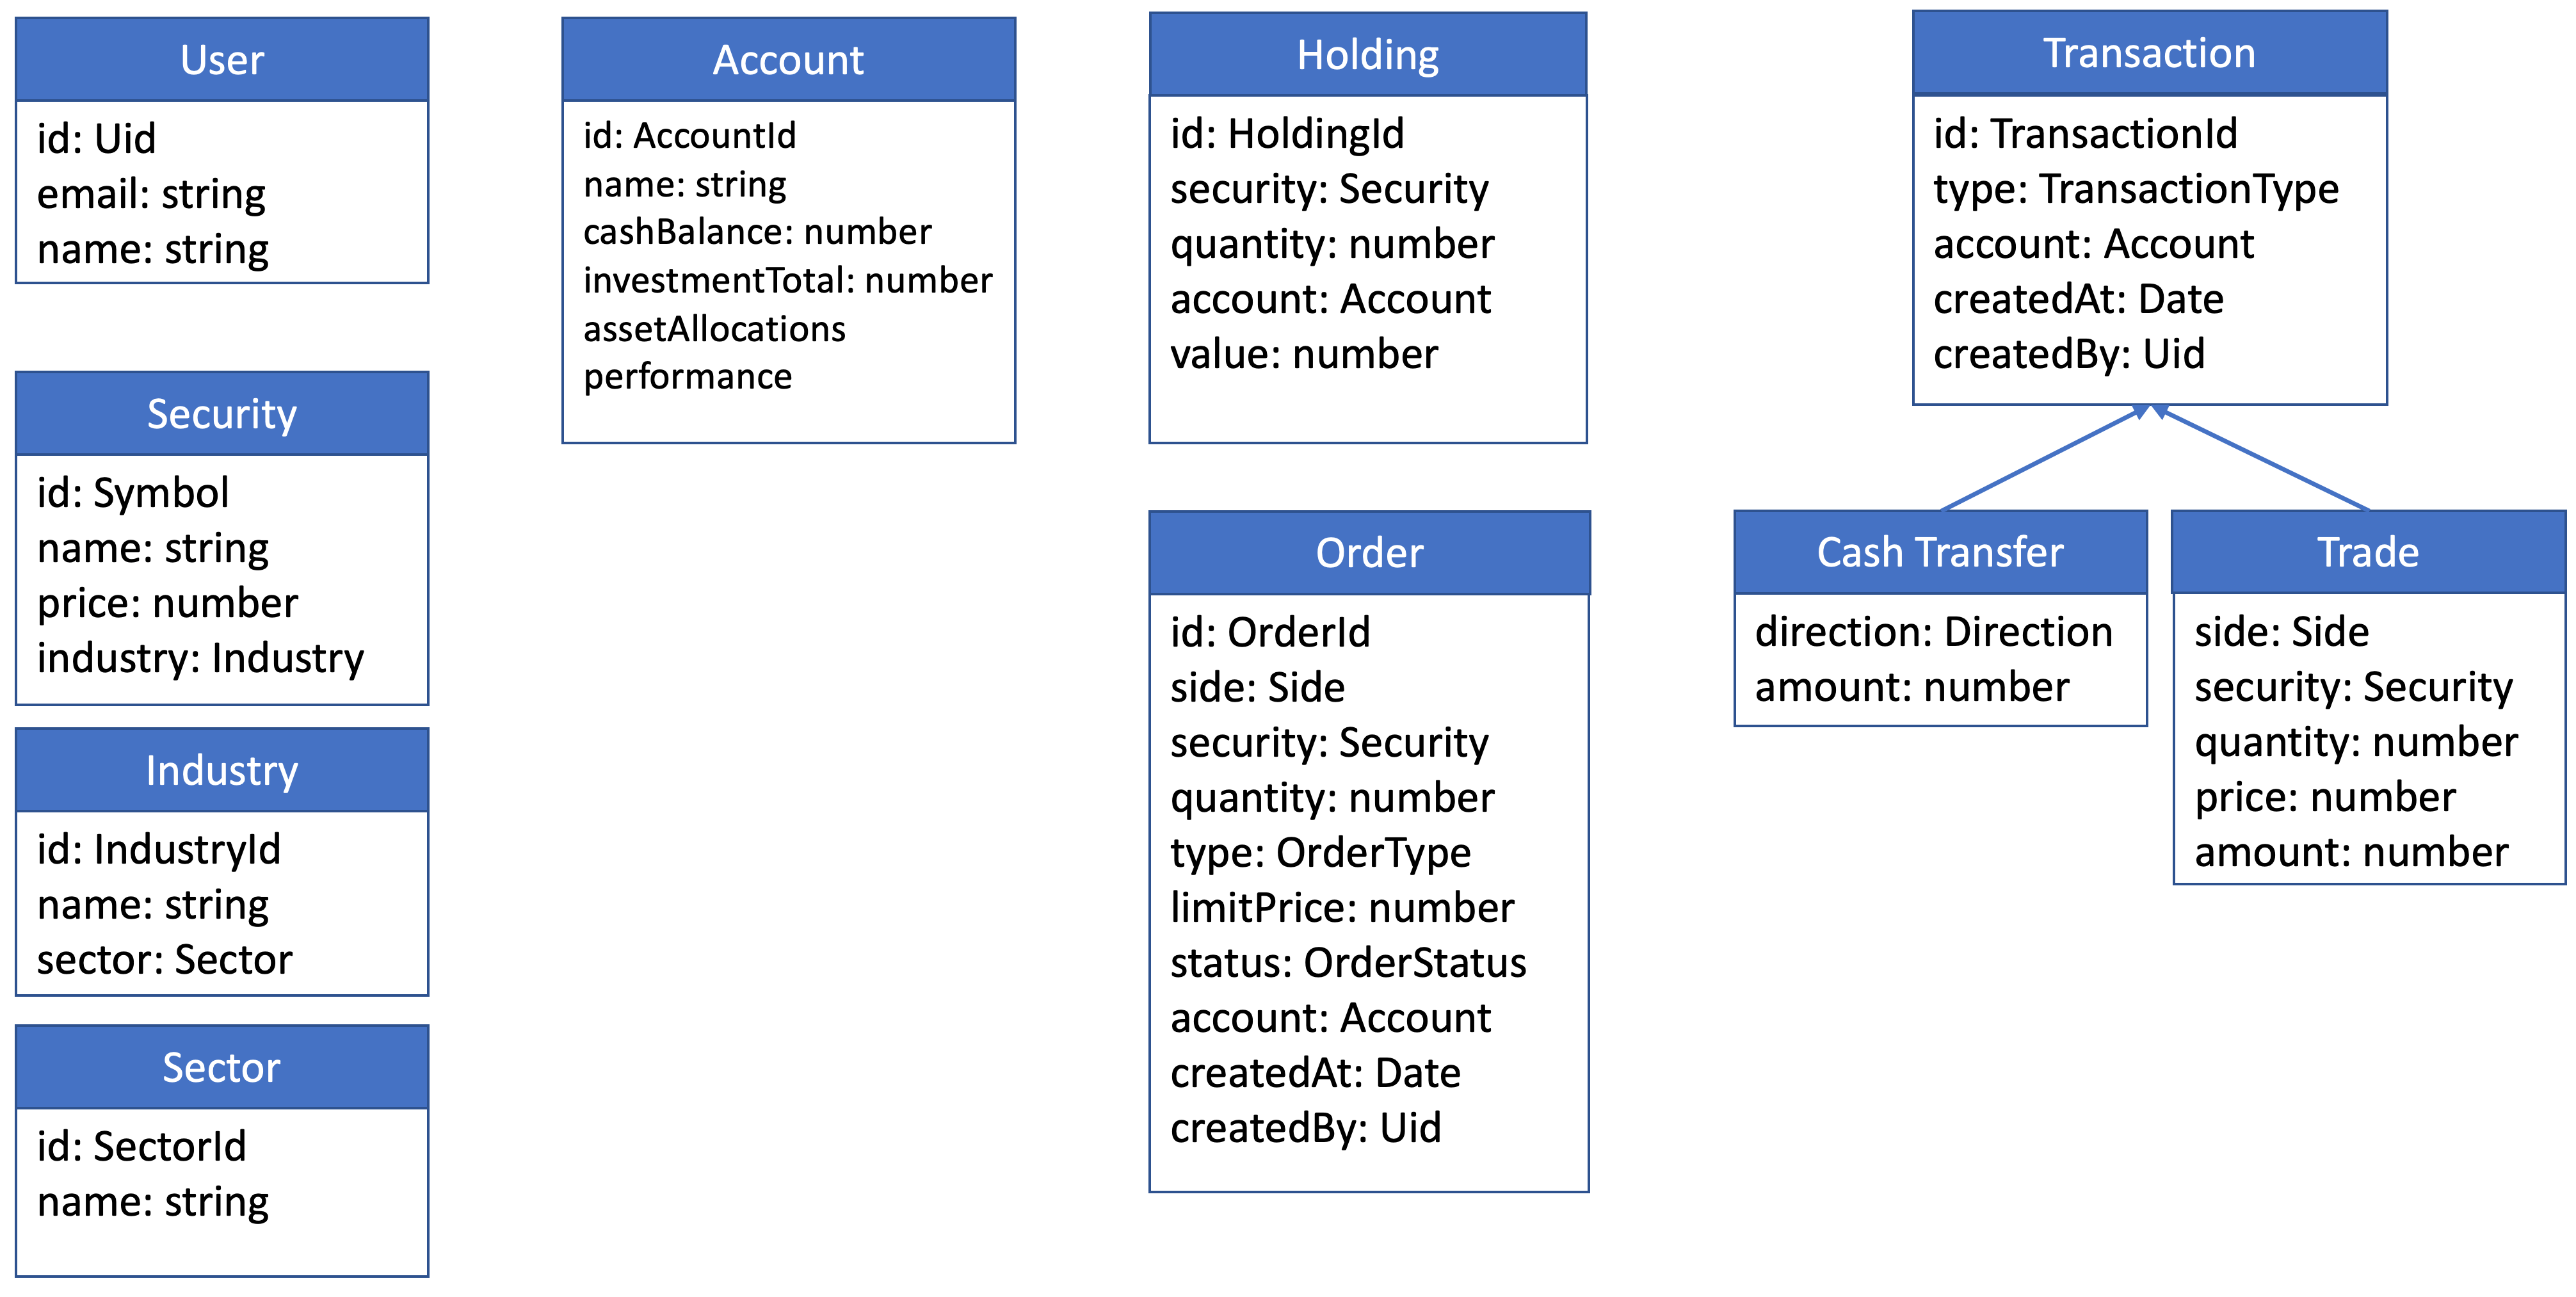 User
id: Uid
email: string
name: string
Security
id: Symbol
name: string
price: number
industry: Industry
Industry
id: IndustryId
name: string
sector: Sector
Sector
id: SectorId
name: string
Account
id: AccountId
name: string
cashBalance: number
investmentTotal: number
assetAllocations
performance
Holding
id: HoldingId
security: Security
quantity: number
account: Account
value: number
Order
id: OrderId
side: Side
security: Security
quantity: number
type: OrderType
limitPrice: number
status: OrderStatus
account: Account
createdAt: Date
createdBy: Uid
Transaction
id: TransactionId
type: TransactionType
account: Account
createdAt: Date
createdBy: Uid
Cash Transfer
direction: Direction
amount: number
Trade
side: Side
security: Security
quantity: number
price: number
amount: number